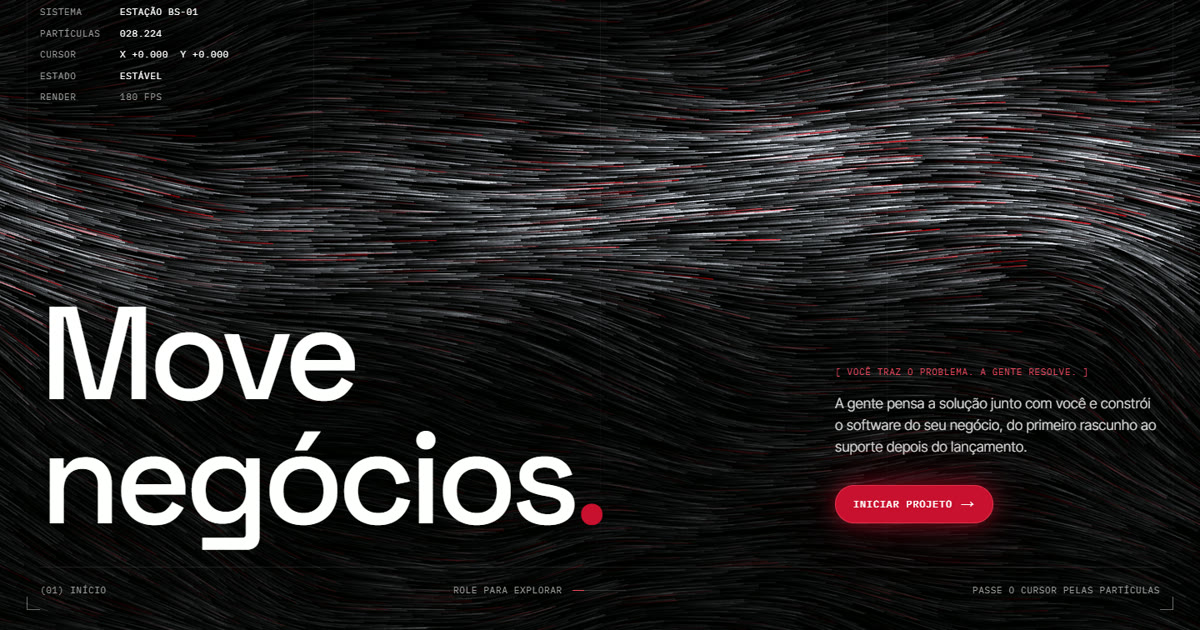 SISTEMA ESTAÇÃO BS-01
PARTÍCULAS 028.224
CURSOR X +0.000 Y +0.000
ESTADO ESTÁVEL
RENDER 180 FPS
Move
negócios.
[ VOCÊ TRAZ O PROBLEMA. A GENTE RESOLVE. ]
A gente pensa a solução junto com você e constrói
o software do seu negócio, do primeiro rascunho ao
suporte depois do lançamento.
INICIAR PROJETO →
(01) INÍCIO
ROLE PARA EXPLORAR
PASSE O CURSOR PELAS PARTÍCULAS